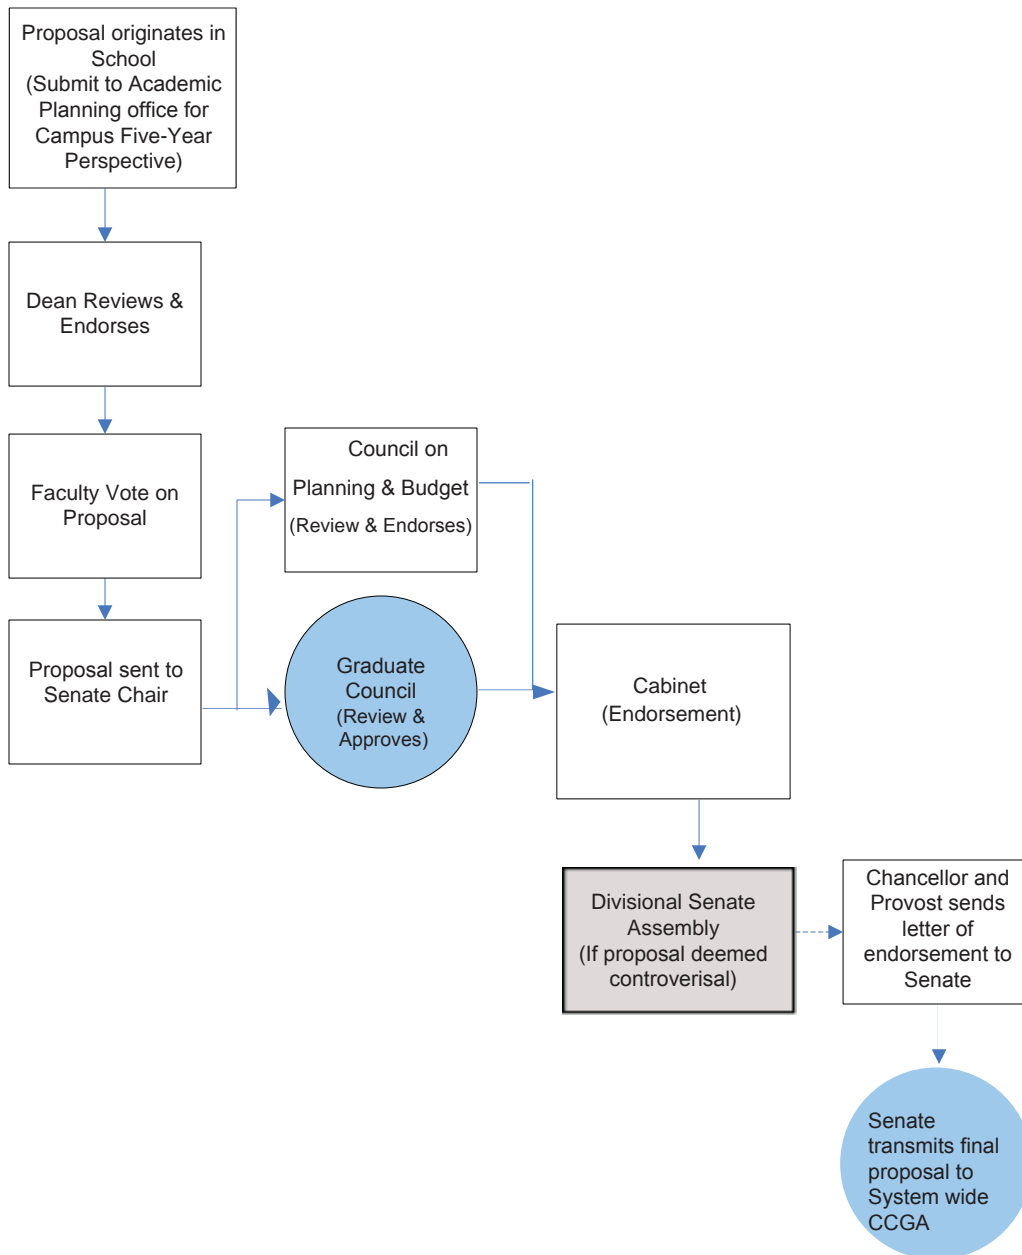 Proposal originates in
School
(Submit to Academic
Planning office for
Campus Five-Year
Perspective)
Dean Reviews &
Endorses
Faculty Vote on
Proposal
Proposal sent to
Senate Chair
Council on
Planning & Budget
(Review & Endorses)
Graduate
Council
(Review &
Approves)
Cabinet
(Endorsement)
Divisional Senate
Assembly
(If proposal deemed
controverisal)
Chancellor and
Provost sends
letter of
endorsement to
Senate
Senate
transmits final
proposal to
System wide
CCGA